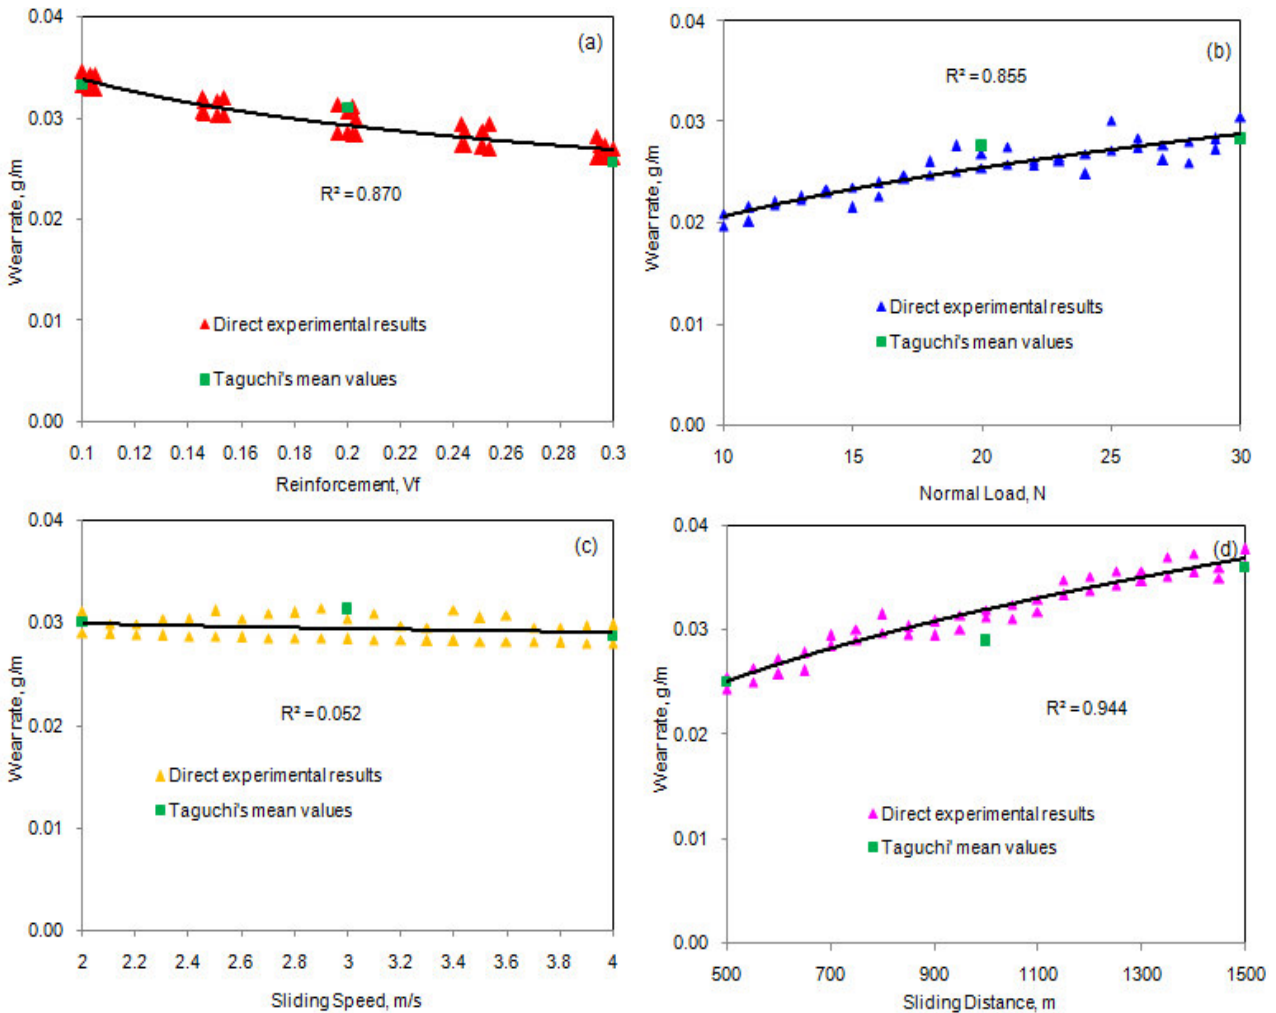 (a)
Wear rate, g/m
0.04
0.03
0.02
0.01
0.00
R² = 0.870
Direct experimental results
Taguchi's mean values
0.1 0.12 0.14 0.16 0.18 0.2 0.22 0.24 0.26 0.28 0.3
Reinforcement, Vf
(b)
Wear rate, g/m
0.04
0.03
0.02
0.01
0.00
R² = 0.855
Direct experimental results
Taguchi's mean values
10 15 20 25 30
Normal Load, N
(c)
Wear rate, g/m
0.04
0.03
0.02
0.01
0.00
R² = 0.052
Direct experimental results
Taguchi's mean values
2 2.2 2.4 2.6 2.8 3 3.2 3.4 3.6 3.8 4
Sliding Speed, m/s
(d)
Wear rate, g/m
0.04
0.03
0.02
0.01
0.00
R² = 0.944
Direct experimental results
Taguchi' mean values
500 700 900 1100 1300 1500
Sliding Distance, m